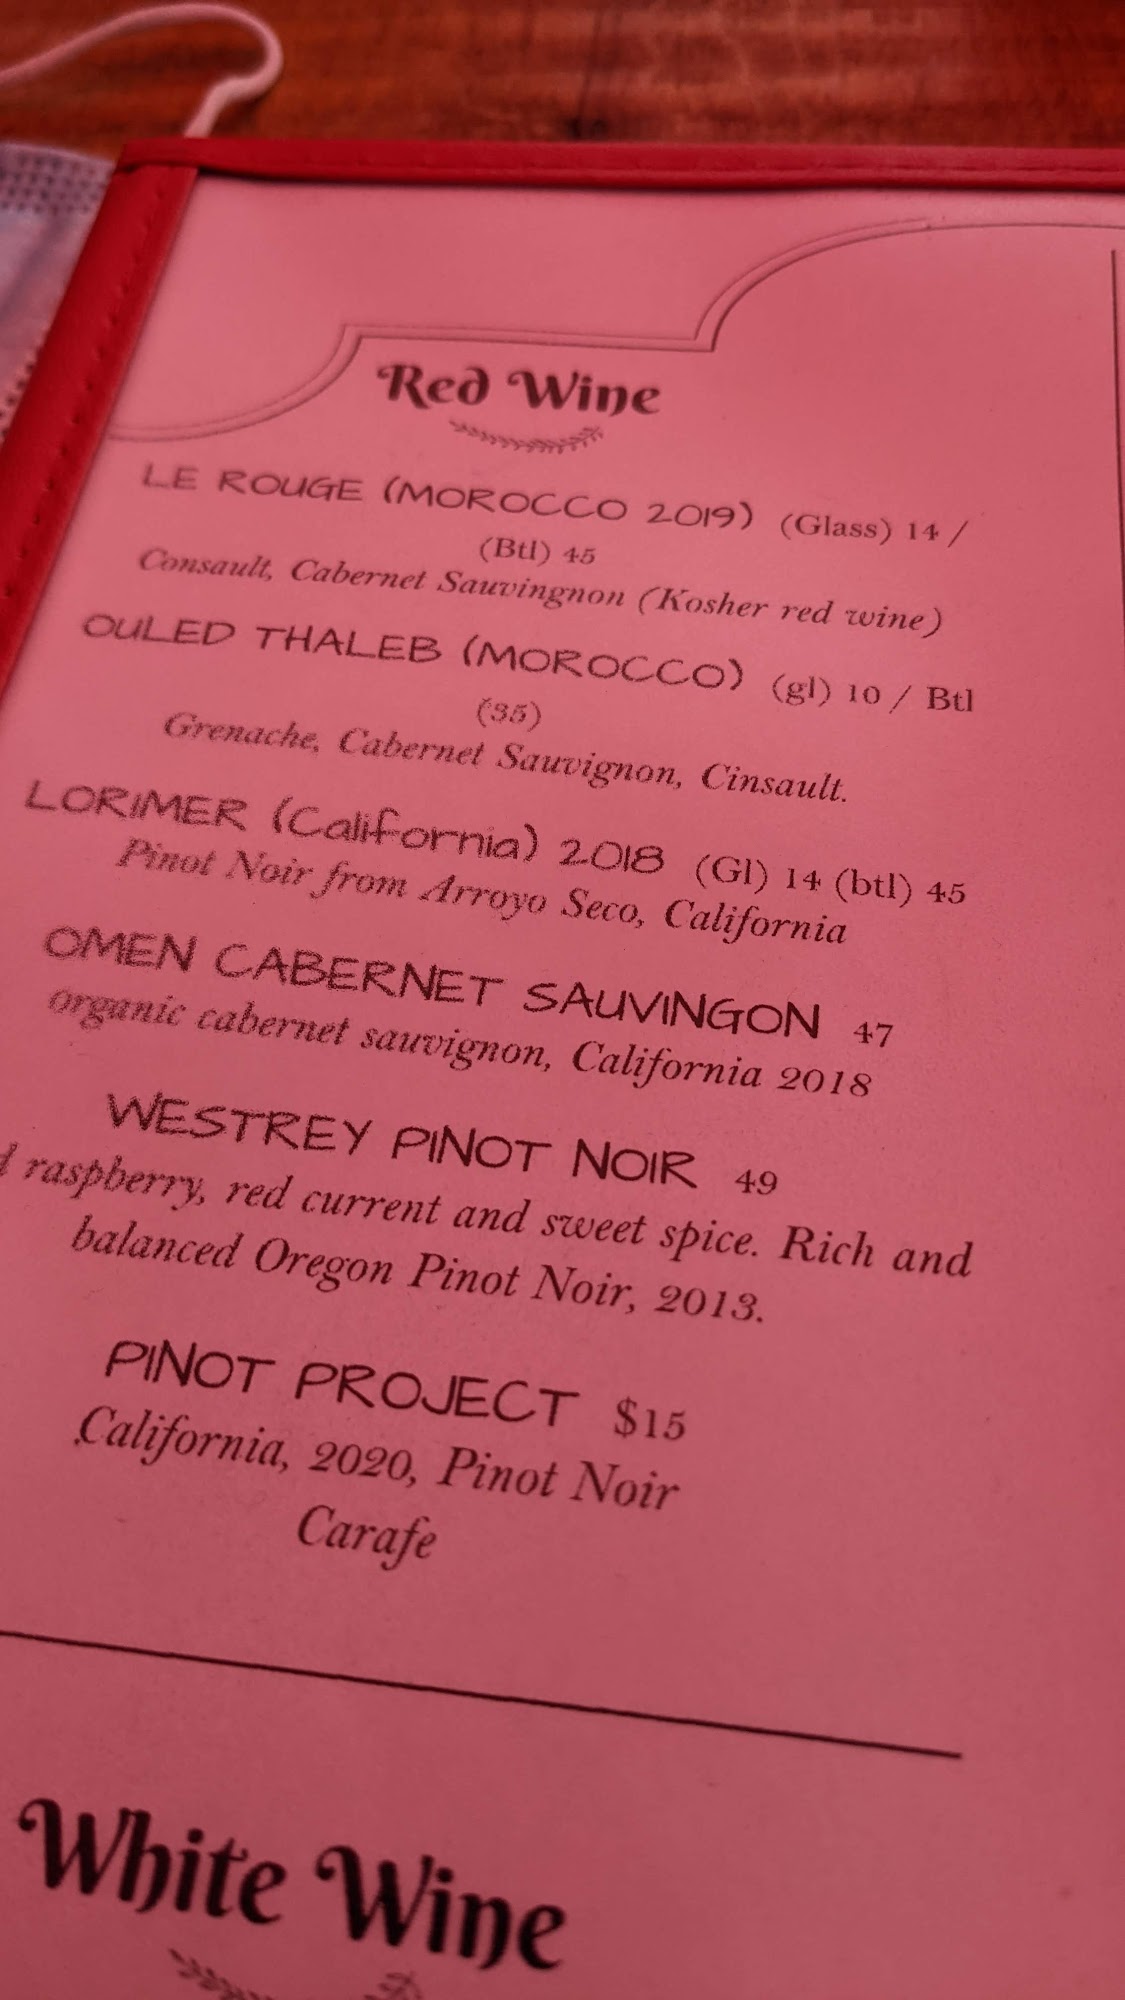 Red Wine
LE ROUGE (MOROCCO 2019) (Glass) 14 /
(Btl) 45
Consault, Cabernet Sauvingnon (Kosher red wine)
OULED THALEB (MOROCCO) (gl) 10 / Btl
(35)
Grenache, Cabernet Sauvignon, Cinsault.
LORIMER (California) 2018 (Gl) 14 (btl) 45
Pinot Noir from Arroyo Seco, California
OMEN CABERNET SAUVINGON 47
organic cabernet sauvignon, California 2018
WESTREY PINOT NOIR 49
raspberry, red current and sweet spice. Rich and
balanced Oregon Pinot Noir, 2013.
PINOT PROJECT $15
California, 2020, Pinot Noir
Carafe
White Wine